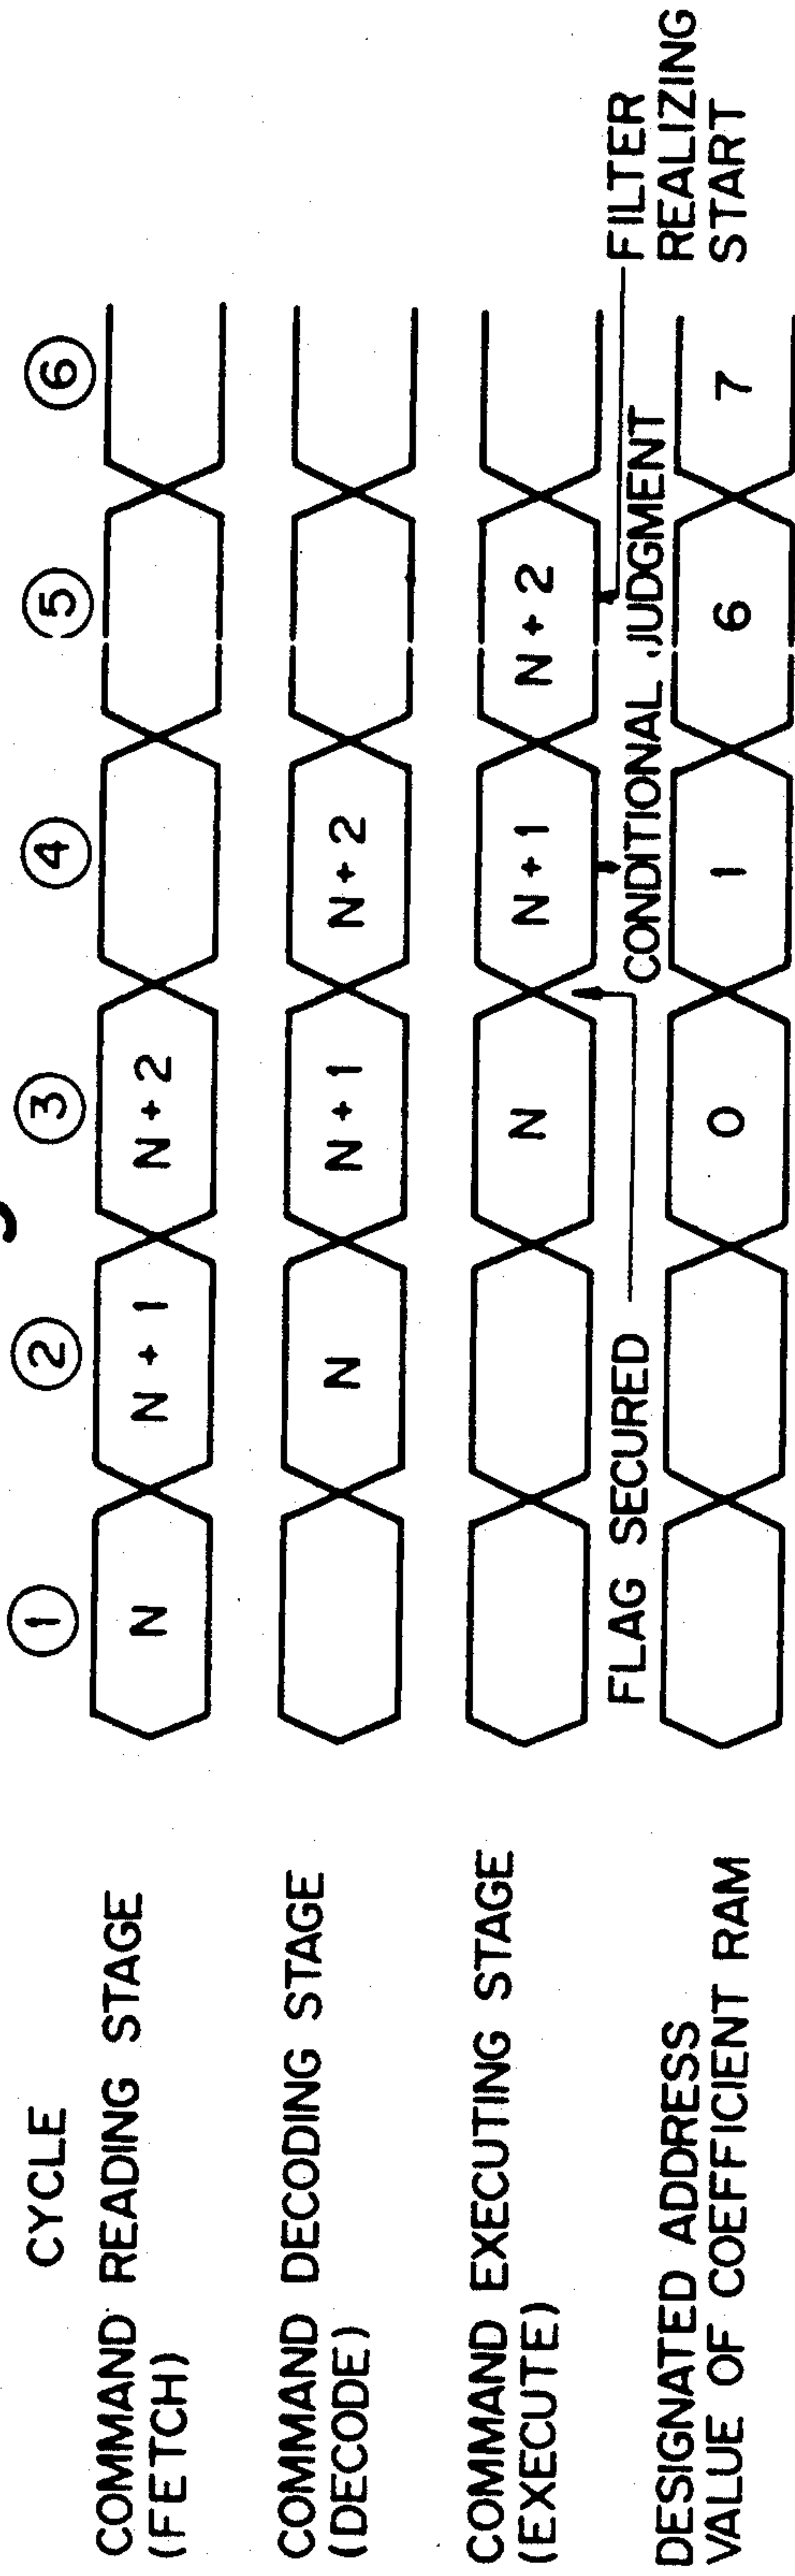 CYCLE ① ② ③ ④ ⑤ ⑥
COMMAND READING STAGE N N + 1 N + 2
(FETCH)
COMMAND DECODING STAGE N N + 1 N + 2
(DECODE)
COMMAND EXECUTING STAGE N N + 1 N + 2
(EXECUTE)
FLAG SECURED
CONDITIONAL JUDGMENT
FILTER
REALIZING
START
DESIGNATED ADDRESS
VALUE OF COEFFICIENT RAM 0 1 6 7